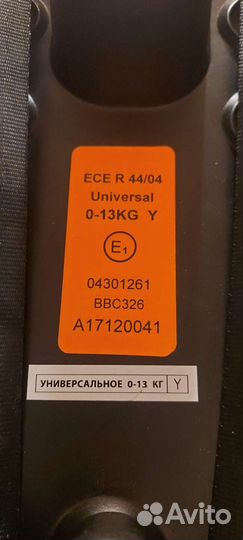 ECE R 44/04
Universal
0-13KG Y
E1
04301261
BBC326
A17120041
УНИВЕРСАЛЬНОЕ 0-13 КГ Y
Avito